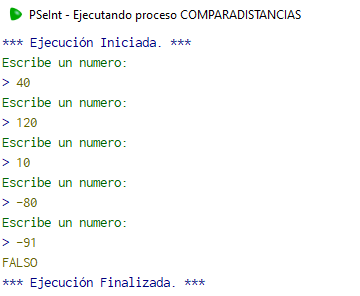 PSeInt - Ejecutando proceso COMPARADISTANCIAS
*** Ejecución Iniciada. ***
Escribe un numero:
> 40
Escribe un numero:
> 120
Escribe un numero:
> 10
Escribe un numero:
> -80
Escribe un numero:
> -91
FALSO
*** Ejecución Finalizada. ***